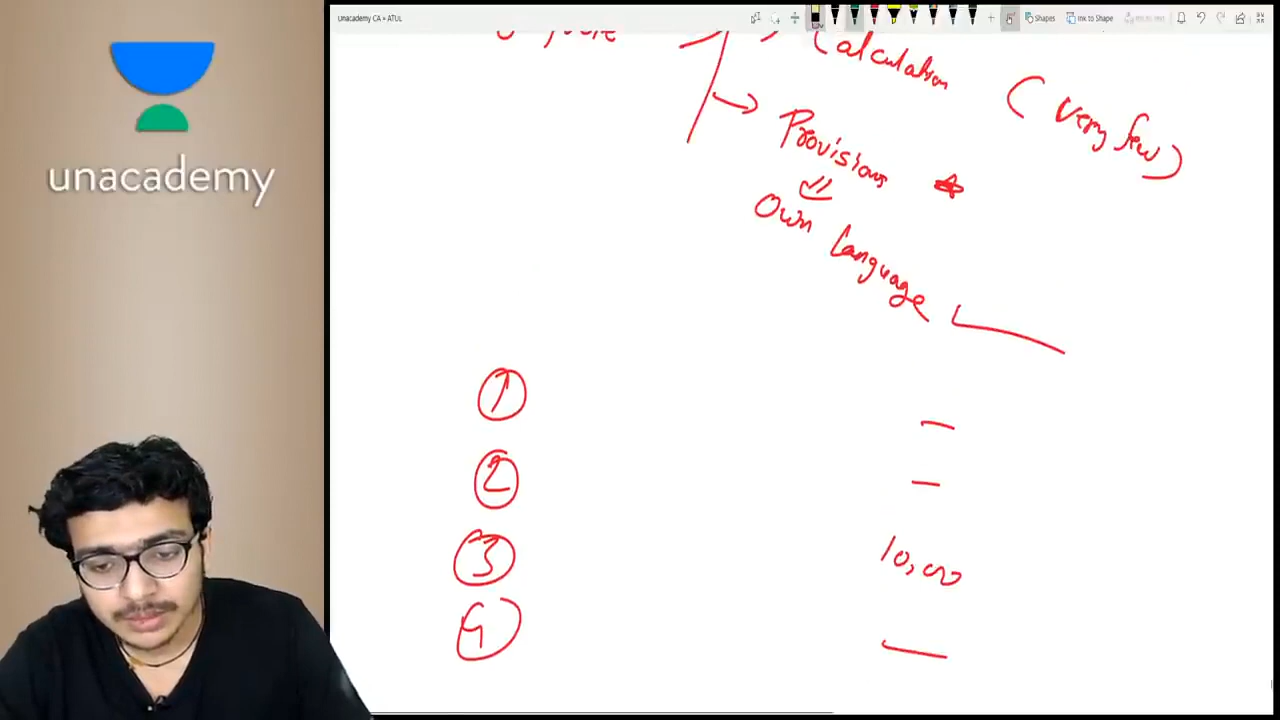 Unacademy CA » ATUL
Shapes
Ink to Shape
unacademy
Calculation (very few)
Provisions
Own language
1 —
2 —
3 10,000
4 —